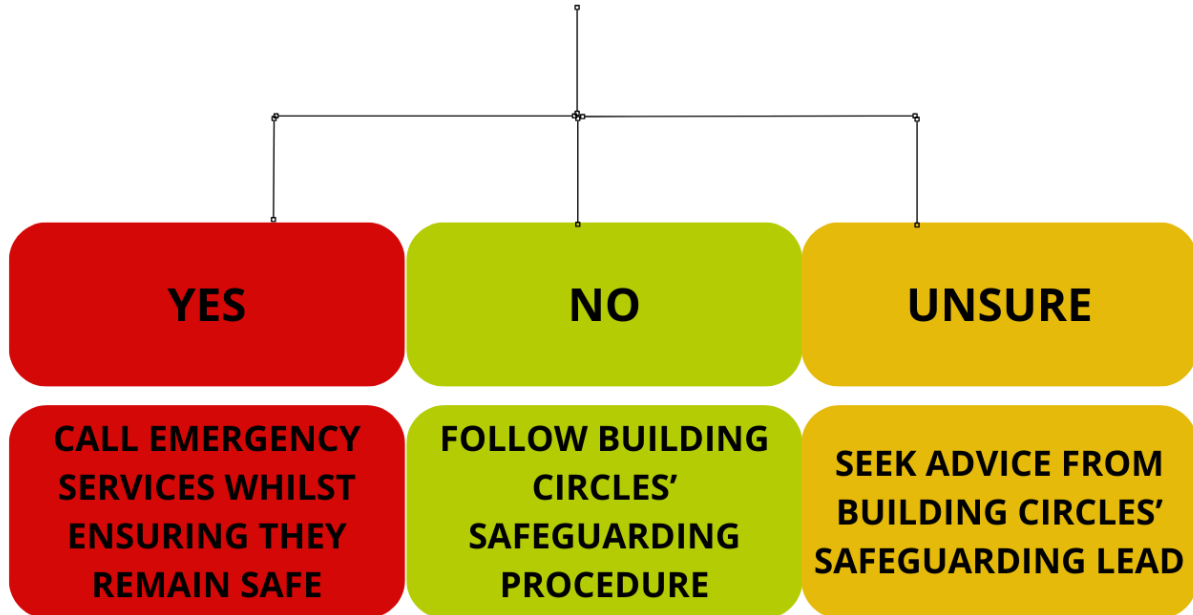 YES
NO
UNSURE
CALL EMERGENCY
SERVICES WHILST
ENSURING THEY
REMAIN SAFE
FOLLOW BUILDING
CIRCLES’
SAFEGUARDING
PROCEDURE
SEEK ADVICE FROM
BUILDING CIRCLES’
SAFEGUARDING LEAD